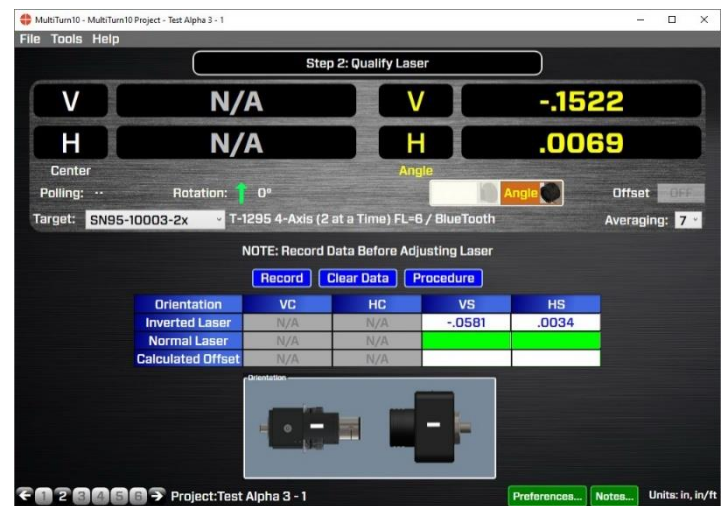 MultiTurn10 - MultiTurn10 Project - Test Alpha 3 - 1
File Tools Help
Step 2: Qualify Laser
V N/A V -.1522
H N/A H .0069
Center Angle
Polling: -- Rotation: 0° Angle Offset OFF
Target: SN95-10003-2x T-1295 4-Axis (2 at a Time) FL=6 / BlueTooth Averaging: 7
NOTE: Record Data Before Adjusting Laser
Record Clear Data Procedure
Orientation VC HC VS HS
Inverted Laser N/A N/A -.0581 .0034
Normal Laser N/A N/A
Calculated Offset N/A N/A
Orientation
1 2 3 4 5 6 Project:Test Alpha 3 - 1 Preferences... Notes... Units: in, in/ft